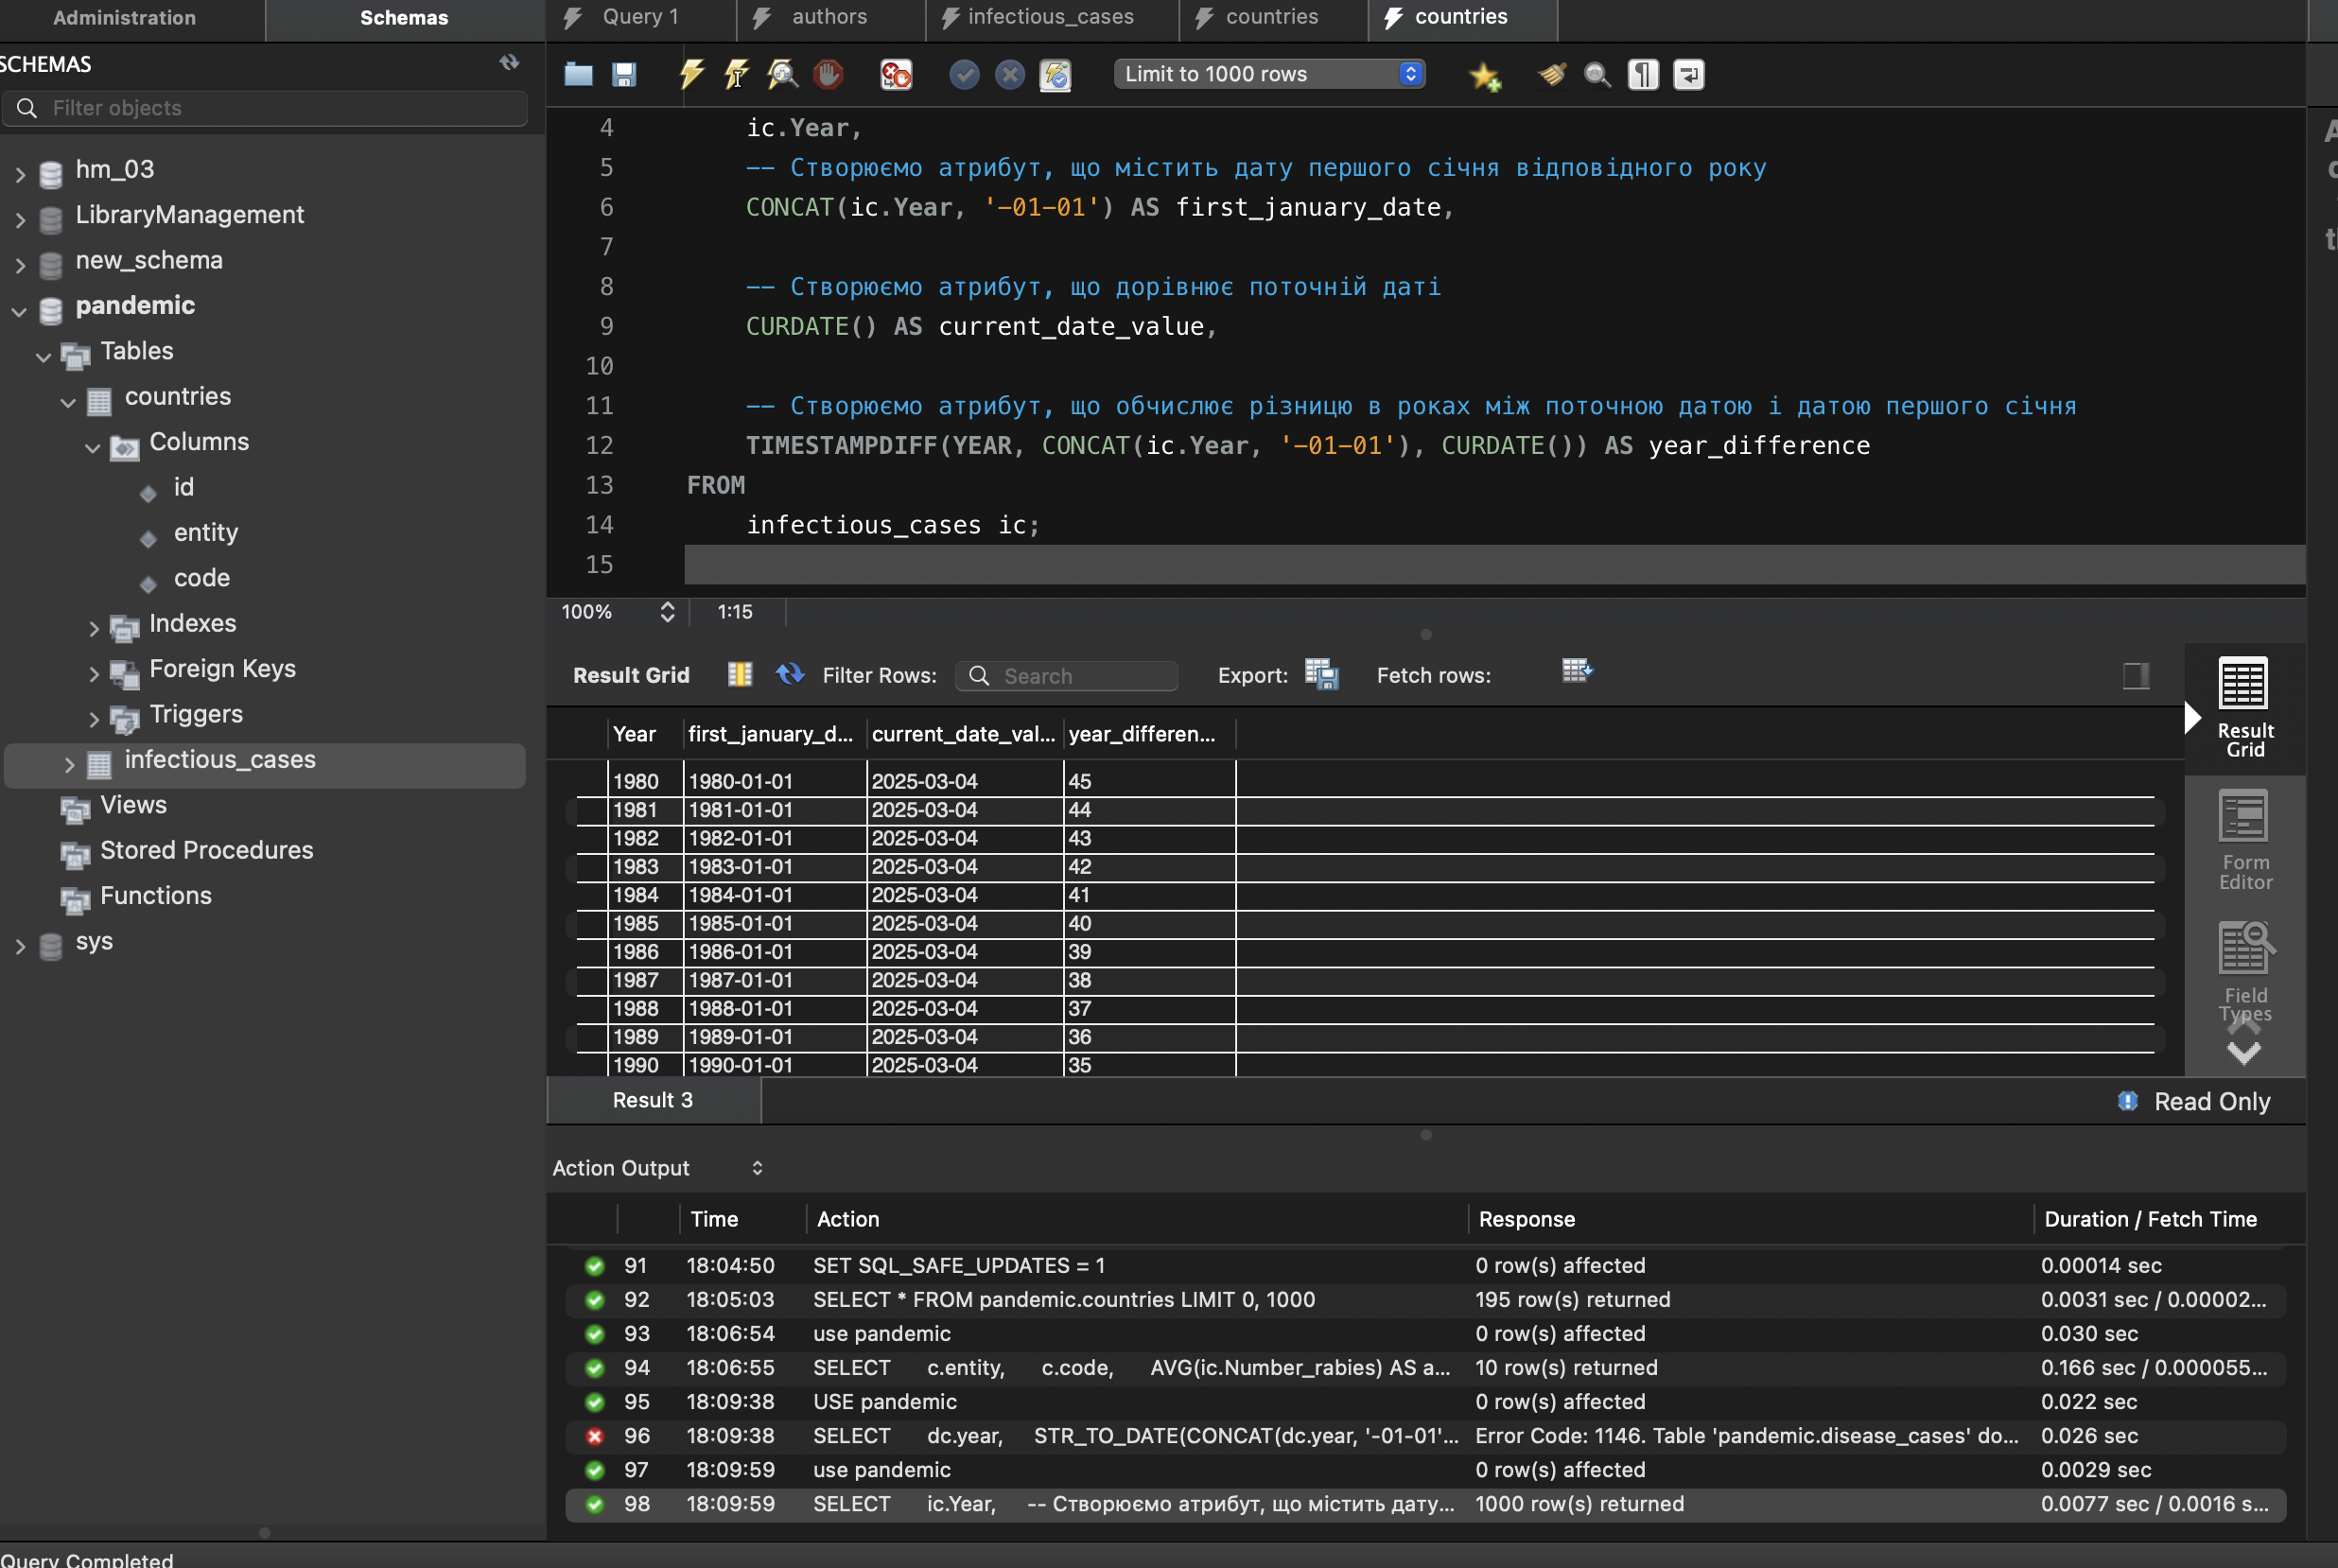 Administration
Schemas
SCHEMAS
Filter objects
hm_03
LibraryManagement
new_schema
pandemic
Tables
countries
Columns
id
entity
code
Indexes
Foreign Keys
Triggers
infectious_cases
Views
Stored Procedures
Functions
sys
Query Completed
Query 1
authors
infectious_cases
countries
countries
Limit to 1000 rows
4 ic.Year,
5 -- Створюємо атрибут, що містить дату першого січня відповідного року
6 CONCAT(ic.Year, '-01-01') AS first_january_date,
7
8 -- Створюємо атрибут, що дорівнює поточній даті
9 CURDATE() AS current_date_value,
10
11 -- Створюємо атрибут, що обчислює різницю в роках між поточною датою і датою першого січня
12 TIMESTAMPDIFF(YEAR, CONCAT(ic.Year, '-01-01'), CURDATE()) AS year_difference
13 FROM
14 infectious_cases ic;
15
100% 1:15
Result Grid Filter Rows: Search Export: Fetch rows:
Year first_january_d... current_date_val... year_differen...
1980 1980-01-01 2025-03-04 45
1981 1981-01-01 2025-03-04 44
1982 1982-01-01 2025-03-04 43
1983 1983-01-01 2025-03-04 42
1984 1984-01-01 2025-03-04 41
1985 1985-01-01 2025-03-04 40
1986 1986-01-01 2025-03-04 39
1987 1987-01-01 2025-03-04 38
1988 1988-01-01 2025-03-04 37
1989 1989-01-01 2025-03-04 36
1990 1990-01-01 2025-03-04 35
Result
Grid
Form
Editor
Field
Types
Result 3
Read Only
Action Output
Time Action Response Duration / Fetch Time
91 18:04:50 SET SQL_SAFE_UPDATES = 1 0 row(s) affected 0.00014 sec
92 18:05:03 SELECT * FROM pandemic.countries LIMIT 0, 1000 195 row(s) returned 0.0031 sec / 0.00002...
93 18:06:54 use pandemic 0 row(s) affected 0.030 sec
94 18:06:55 SELECT c.entity, c.code, AVG(ic.Number_rabies) AS a... 10 row(s) returned 0.166 sec / 0.000055...
95 18:09:38 USE pandemic 0 row(s) affected 0.022 sec
96 18:09:38 SELECT dc.year, STR_TO_DATE(CONCAT(dc.year, '-01-01'... Error Code: 1146. Table 'pandemic.disease_cases' do... 0.026 sec
97 18:09:59 use pandemic 0 row(s) affected 0.0029 sec
98 18:09:59 SELECT ic.Year, -- Створюємо атрибут, що містить дату... 1000 row(s) returned 0.0077 sec / 0.0016 s...